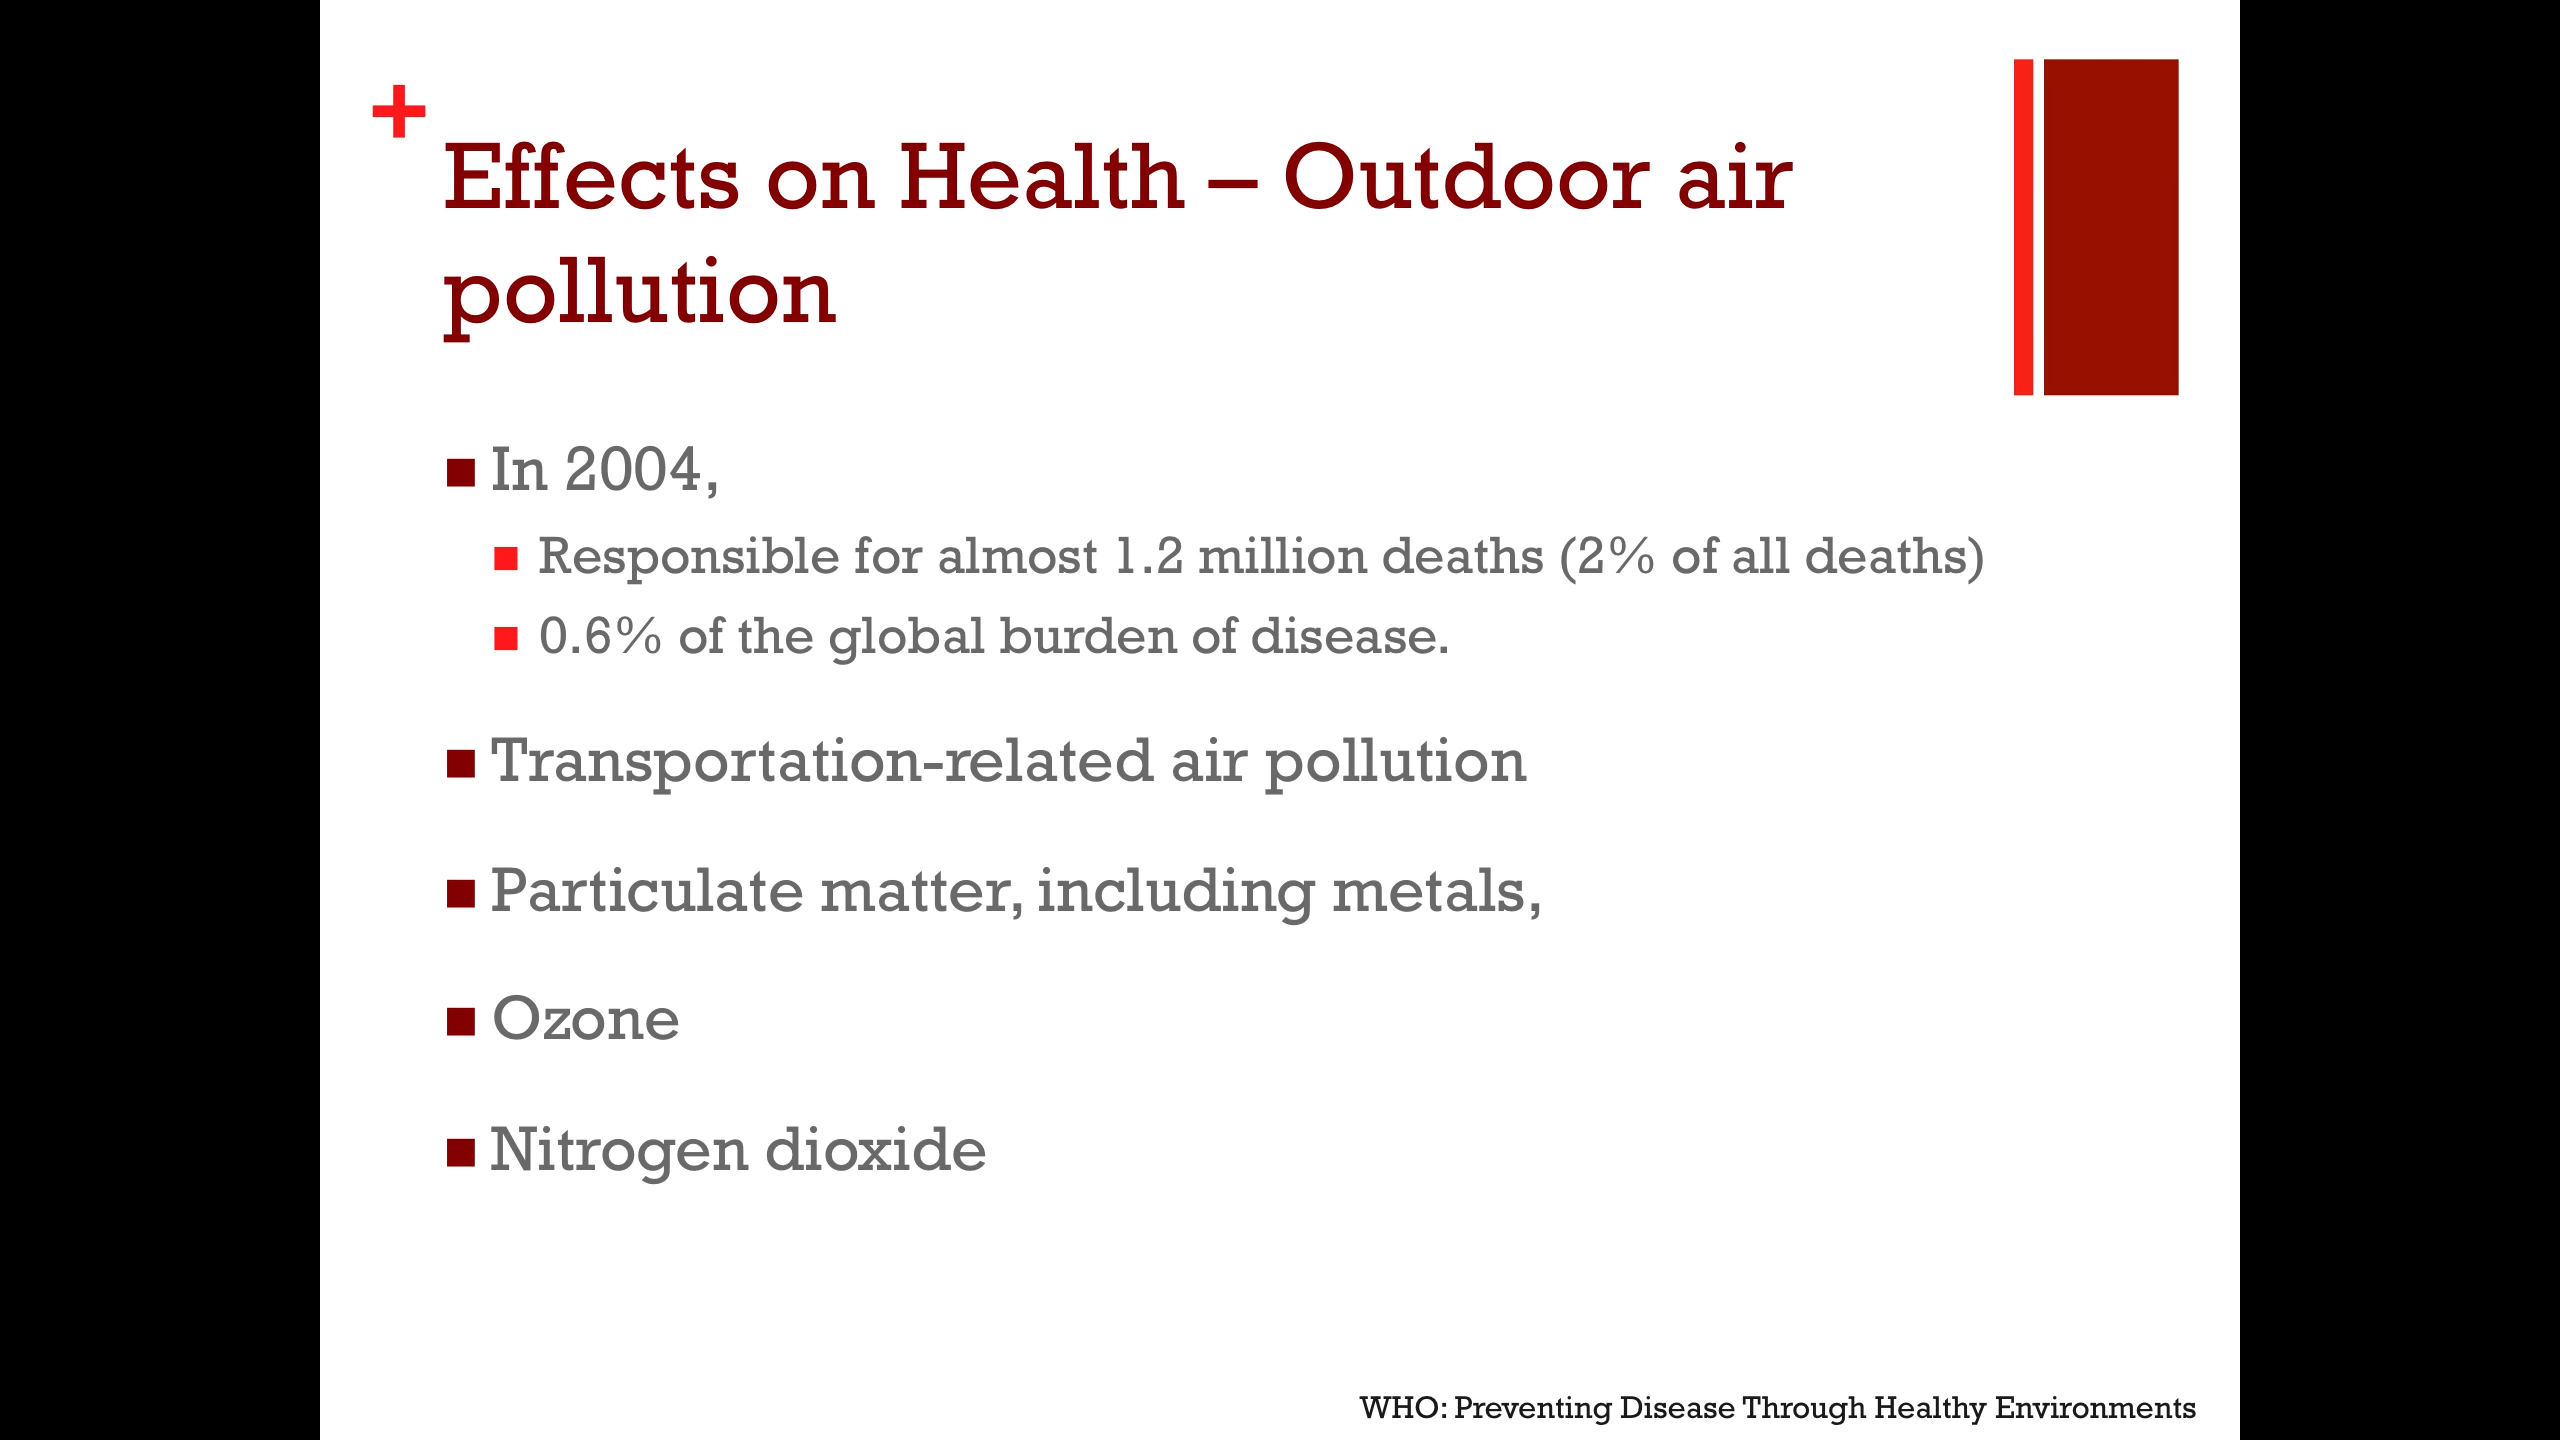 +
Effects on Health – Outdoor air
pollution
■ In 2004,
■ Responsible for almost 1.2 million deaths (2% of all deaths)
■ 0.6% of the global burden of disease.
■ Transportation-related air pollution
■ Particulate matter, including metals,
■ Ozone
■ Nitrogen dioxide
WHO: Preventing Disease Through Healthy Environments